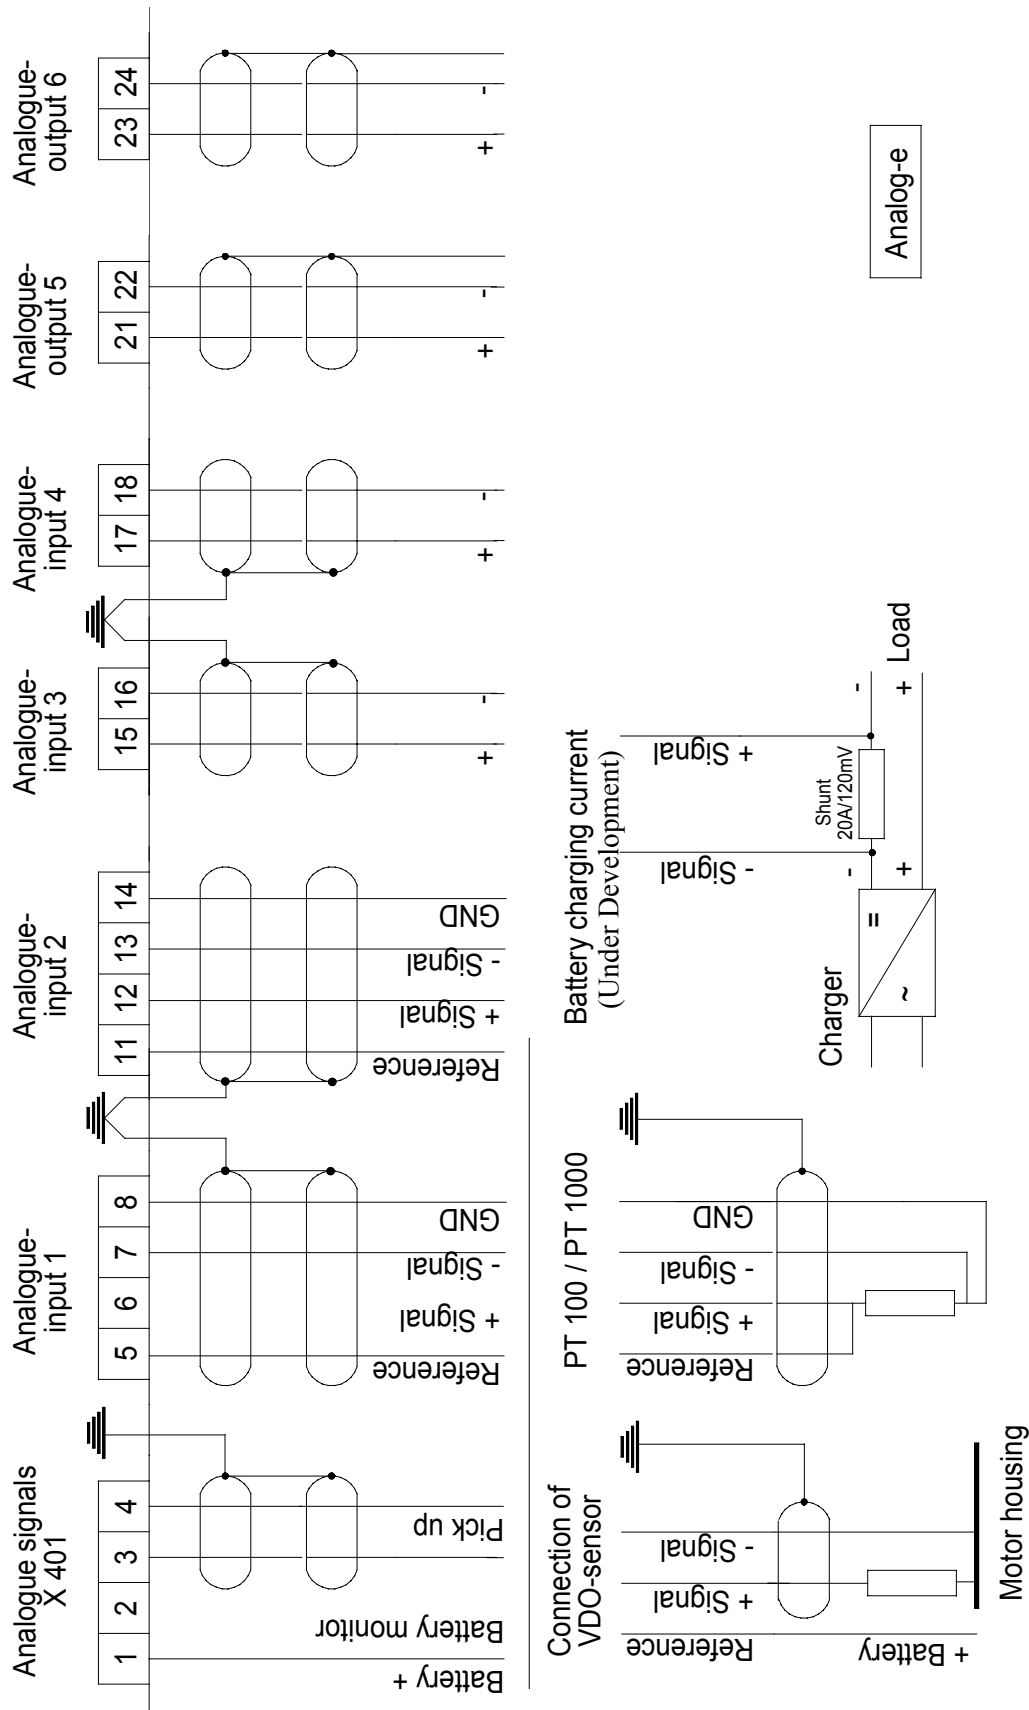 Analogue signals
X 401
1 2 3 4
Battery +
Battery monitor
Pick up
Analogue-
input 1
5 6 7 8
Reference
+ Signal
- Signal
GND
Analogue-
input 2
11 12 13 14
Reference
+ Signal
- Signal
GND
Analogue-
input 3
15 16
+ -
Analogue-
input 4
17 18
+ -
Analogue-
output 5
21 22
+ -
Analogue-
output 6
23 24
+ -
Connection of
VDO-sensor
Reference
+ Signal
- Signal
+ Battery
Motor housing
PT 100 / PT 1000
Reference
+ Signal
- Signal
GND
Battery charging current
(Under Development)
- Signal
+ Signal
Charger
~ =
- -
Shunt
20A/120mV
+ +
Load
Analog-e